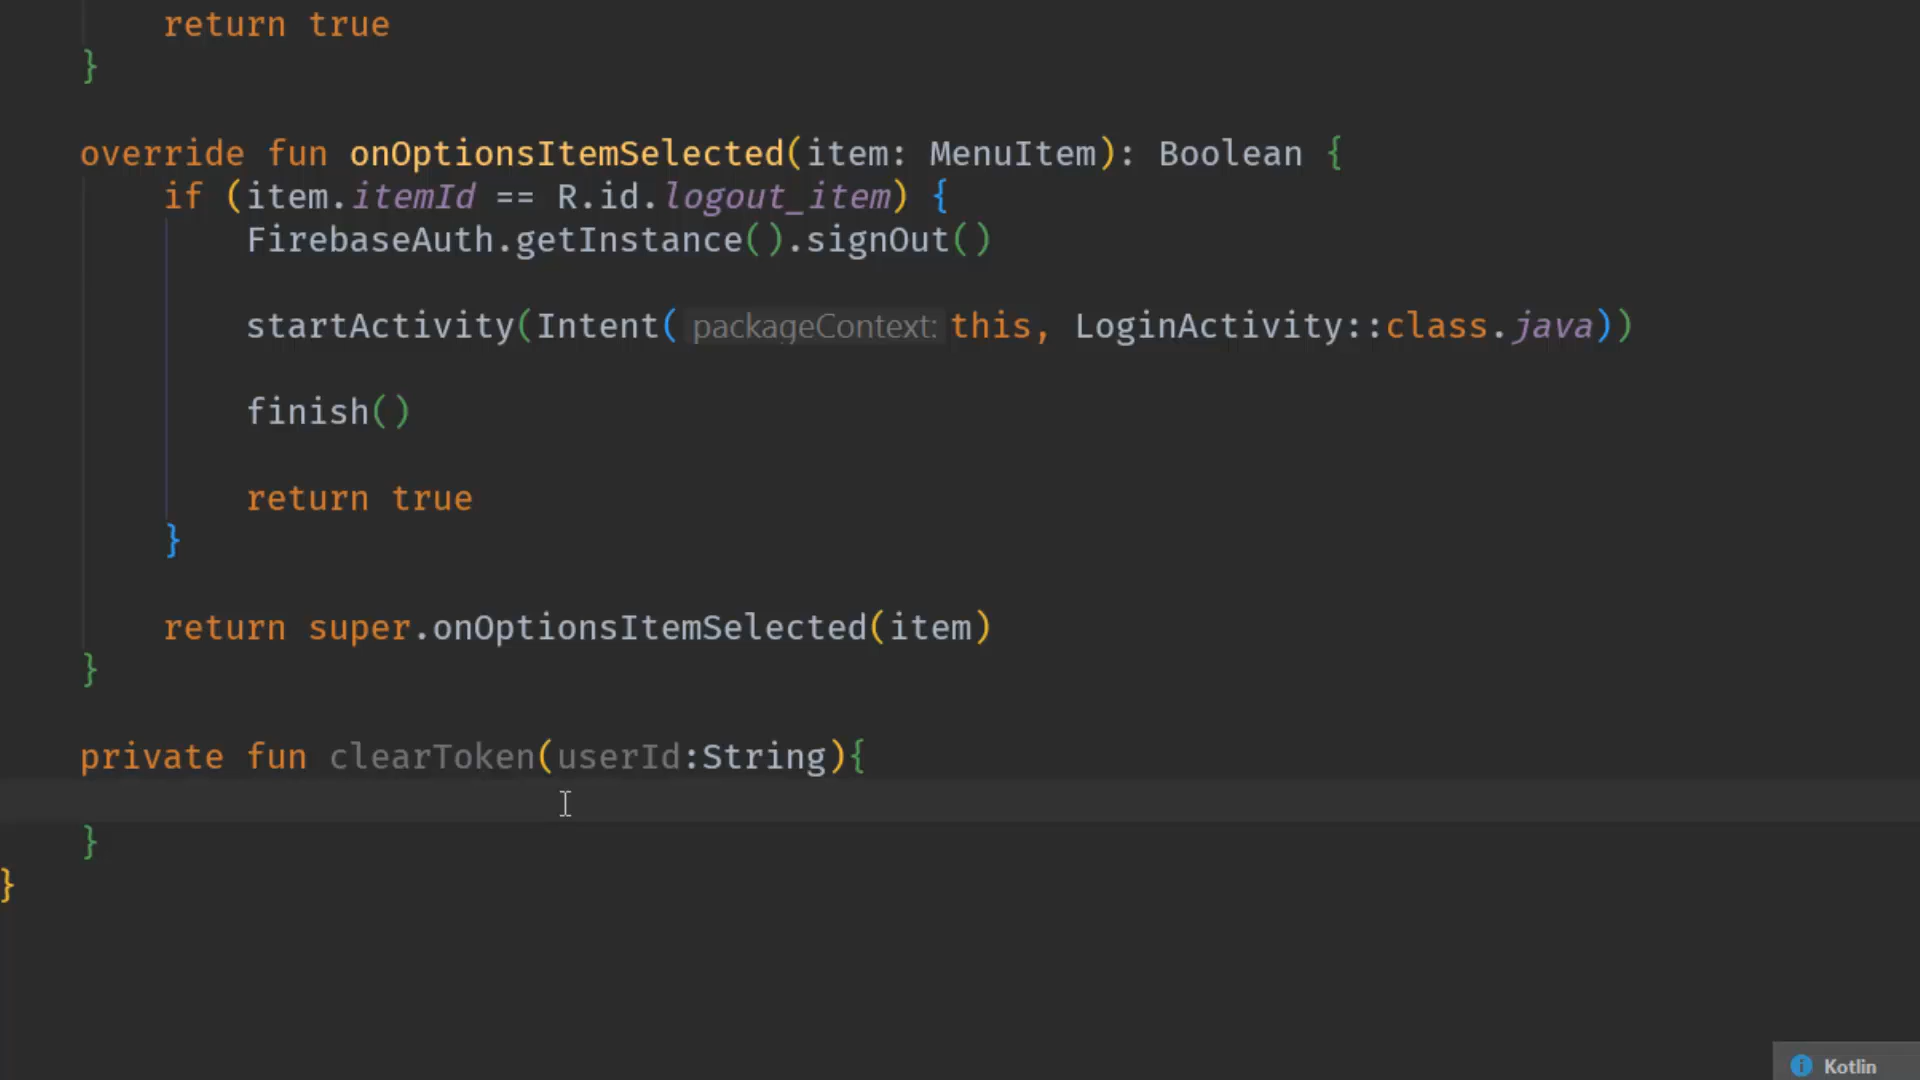 return true
}
override fun onOptionsItemSelected(item: MenuItem): Boolean {
if (item.itemId == R.id.logout_item) {
FirebaseAuth.getInstance().signOut()
startActivity(Intent( packageContext: this, LoginActivity::class.java))
finish()
return true
}
return super.onOptionsItemSelected(item)
}
private fun clearToken(userId:String){
}
}
Kotlin